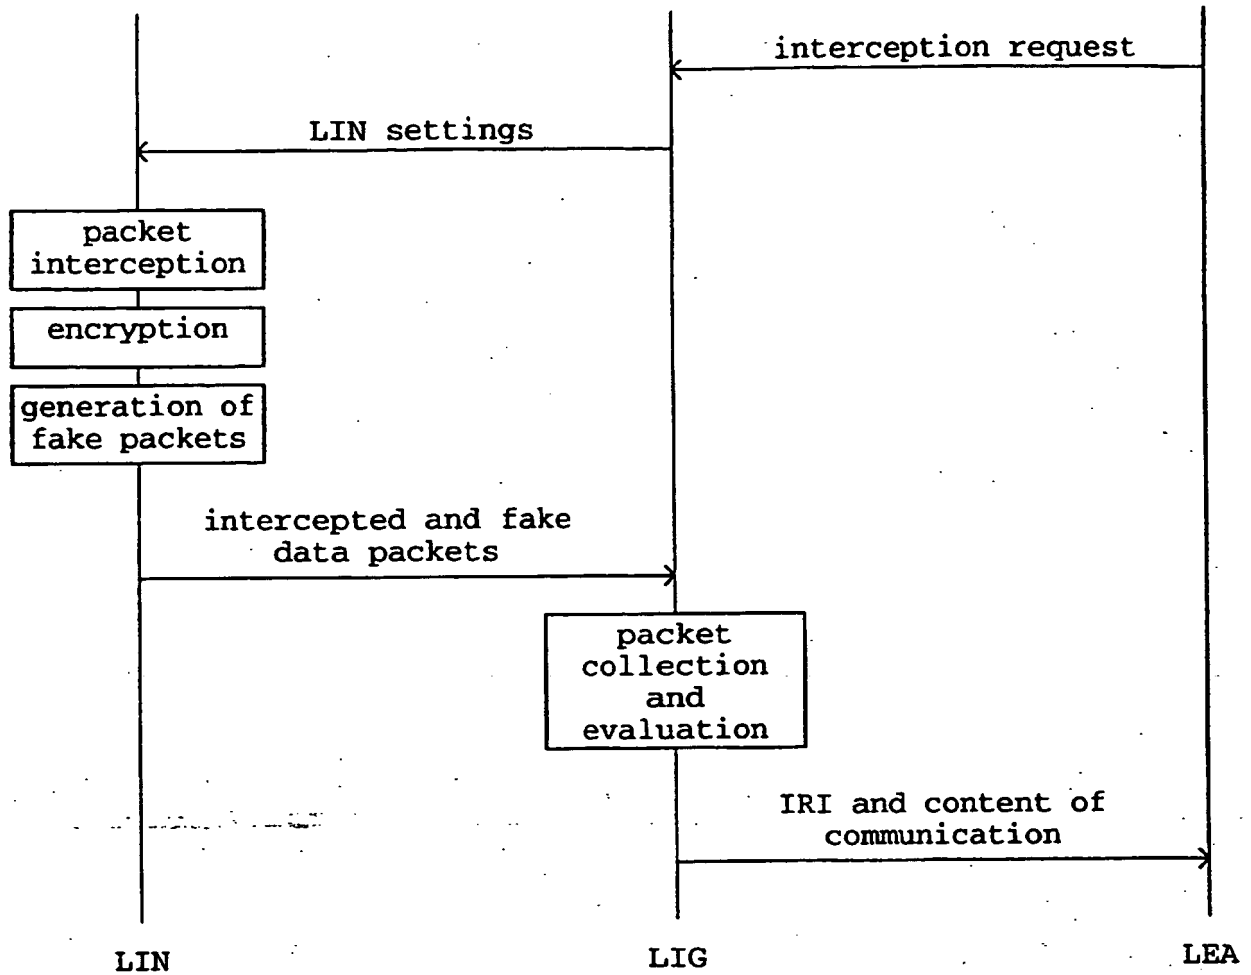 interception request
LIN settings
packet
interception
encryption
generation of
fake packets
intercepted and fake
data packets
packet
collection
and
evaluation
IRI and content of
communication
LIN
LIG
LEA